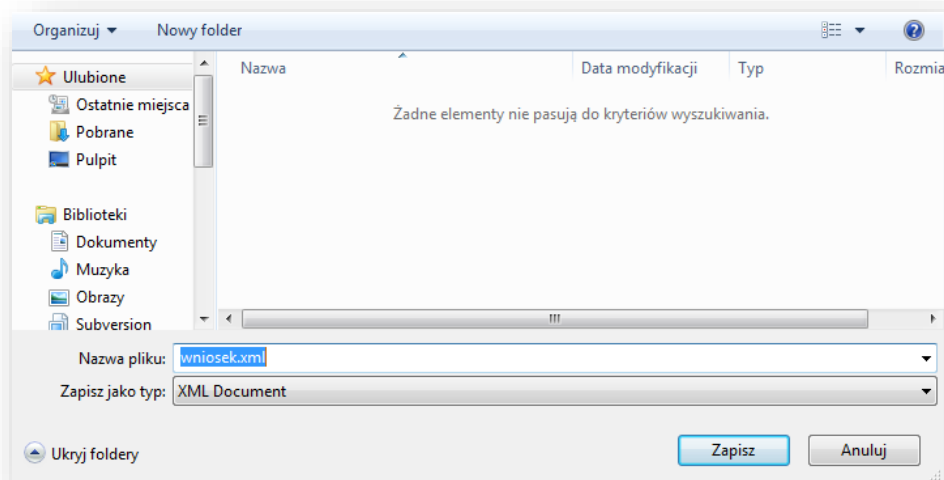 Organizuj Nowy folder
Nazwa Data modyfikacji Typ Rozmia
Żadne elementy nie pasują do kryteriów wyszukiwania.
Ulubione
Ostatnie miejsca
Pobrane
Pulpit
Biblioteki
Dokumenty
Muzyka
Obrazy
Subversion
Nazwa pliku: wniosek.xml
Zapisz jako typ: XML Document
Ukryj foldery Zapisz Anuluj